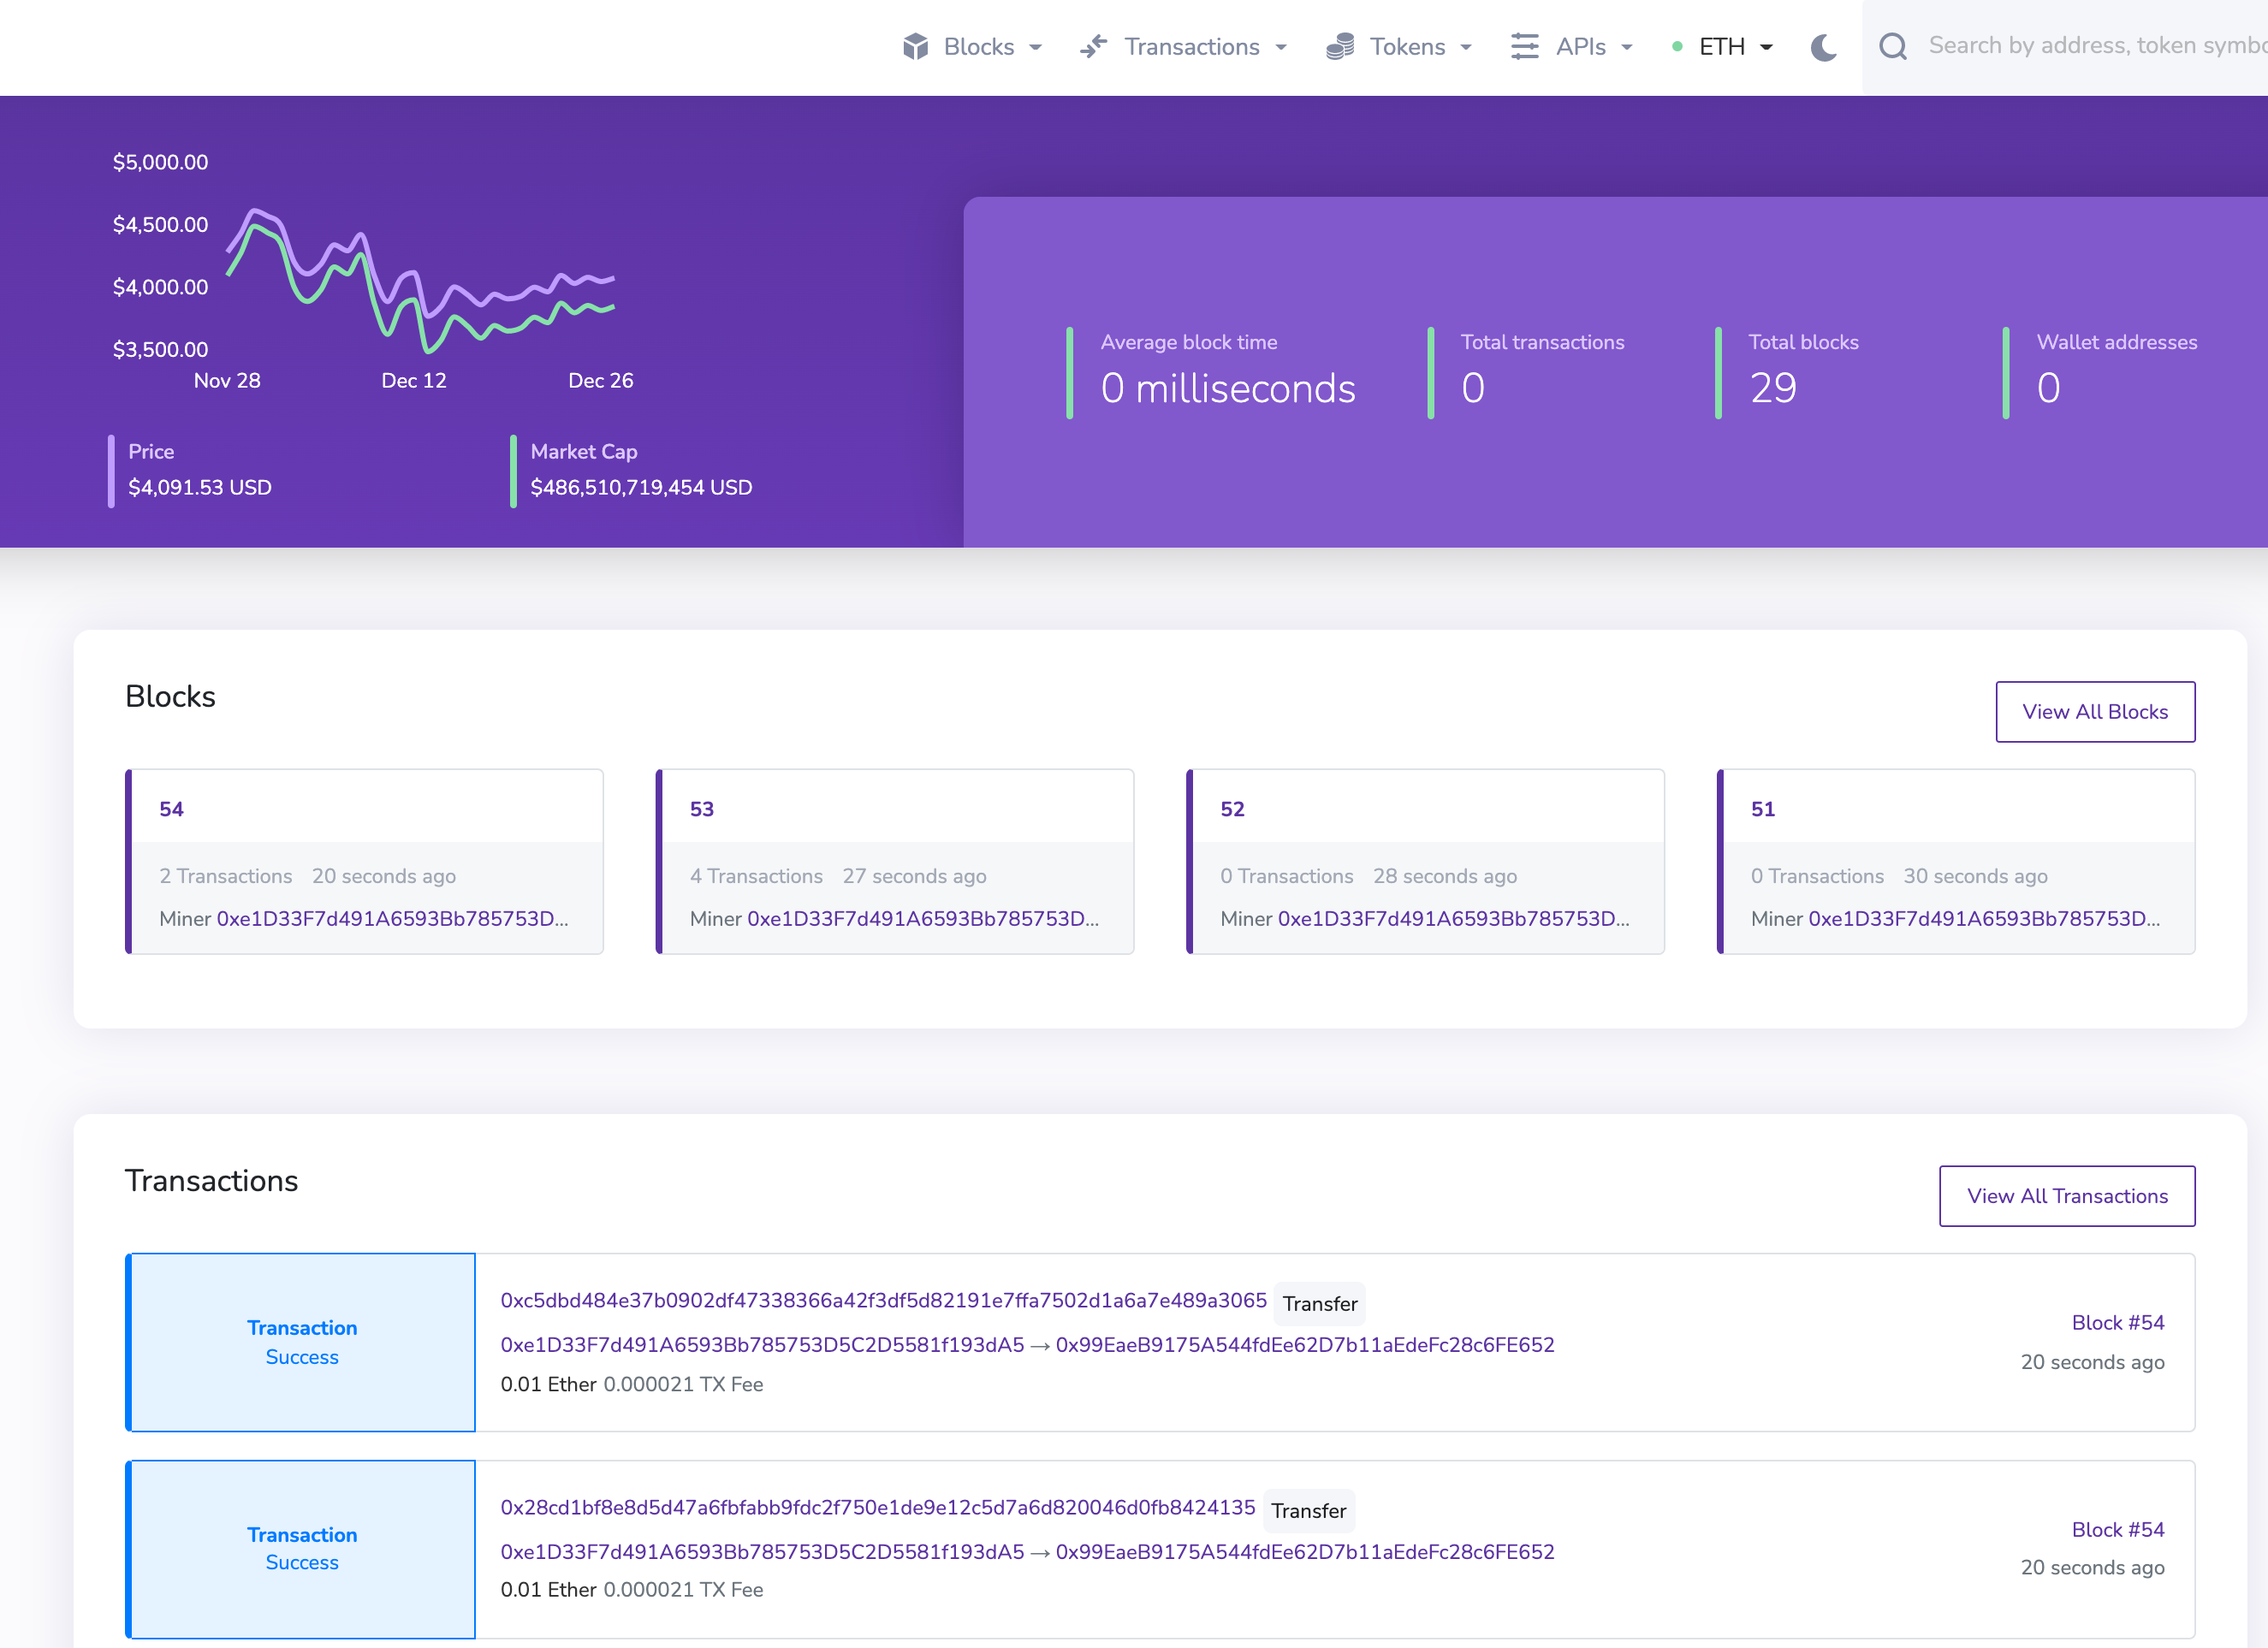 Blocks Transactions Tokens APIs ETH Search by address, token symbo
$5,000.00
$4,500.00
$4,000.00
$3,500.00
Nov 28 Dec 12 Dec 26
Price
$4,091.53 USD
Market Cap
$486,510,719,454 USD
Average block time
0 milliseconds
Total transactions
0
Total blocks
29
Wallet addresses
0
Blocks
View All Blocks
54
2 Transactions 20 seconds ago
Miner 0xe1D33F7d491A6593Bb785753D...
53
4 Transactions 27 seconds ago
Miner 0xe1D33F7d491A6593Bb785753D...
52
0 Transactions 28 seconds ago
Miner 0xe1D33F7d491A6593Bb785753D...
51
0 Transactions 30 seconds ago
Miner 0xe1D33F7d491A6593Bb785753D...
Transactions
View All Transactions
Transaction
Success
0xc5dbd484e37b0902df47338366a42f3df5d82191e7ffa7502d1a6a7e489a3065 Transfer
0xe1D33F7d491A6593Bb785753D5C2D5581f193dA5 → 0x99EaeB9175A544fdEe62D7b11aEdeFc28c6FE652
0.01 Ether 0.000021 TX Fee
Block #54
20 seconds ago
Transaction
Success
0x28cd1bf8e8d5d47a6fbfabb9fdc2f750e1de9e12c5d7a6d820046d0fb8424135 Transfer
0xe1D33F7d491A6593Bb785753D5C2D5581f193dA5 → 0x99EaeB9175A544fdEe62D7b11aEdeFc28c6FE652
0.01 Ether 0.000021 TX Fee
Block #54
20 seconds ago